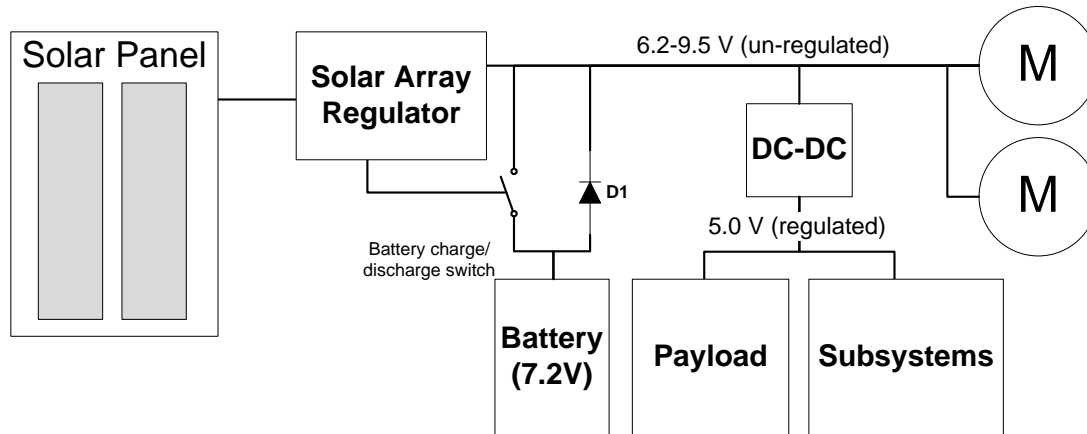 Solar Panel
Solar Array
Regulator
6.2-9.5 V (un-regulated)
M
DC-DC
M
D1
5.0 V (regulated)
Battery charge/
discharge switch
Battery
(7.2V)
Payload
Subsystems